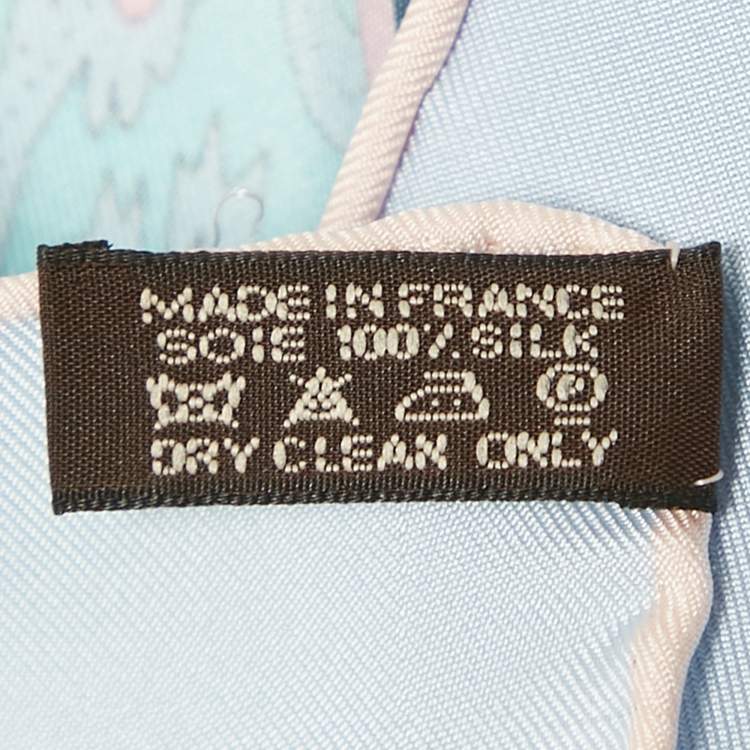 MADE IN FRANCE
SOIE 100% SILK
P
DRY CLEAN ONLY